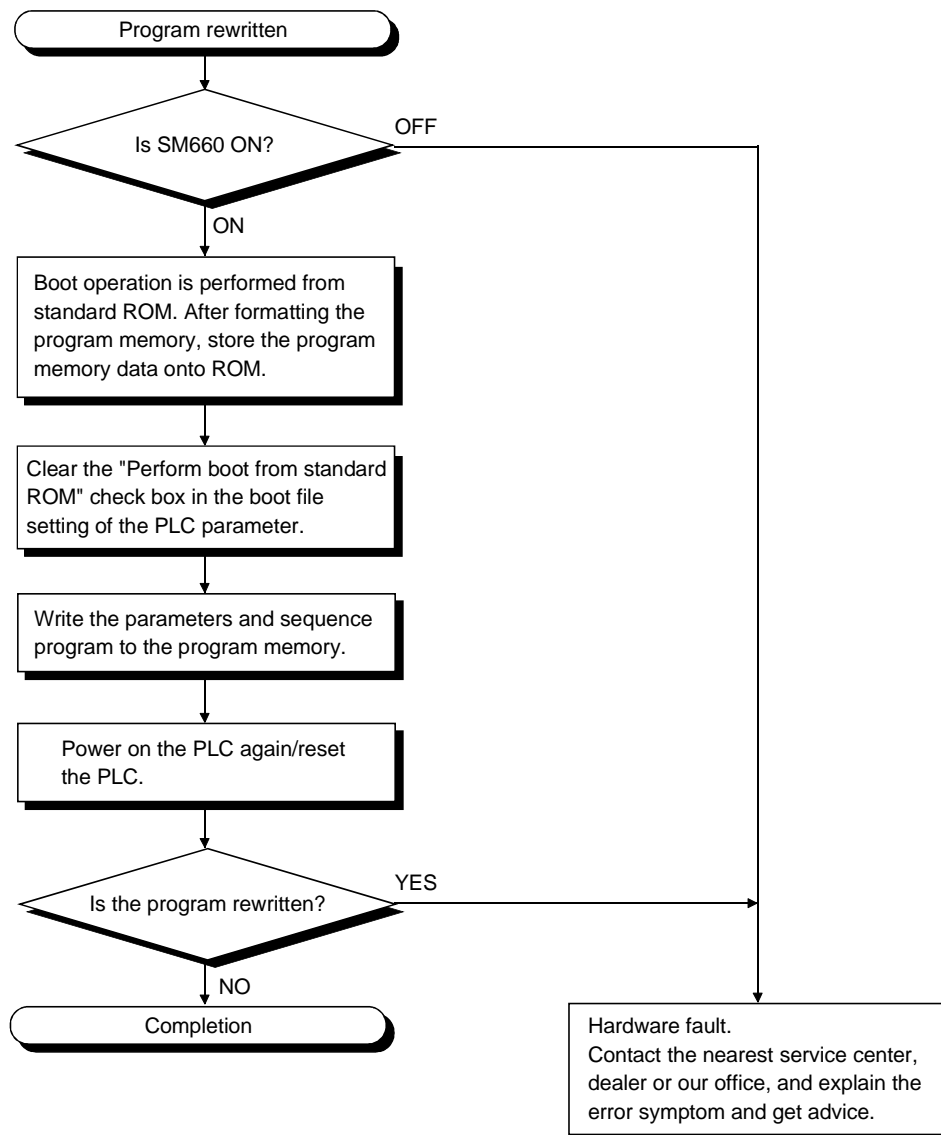 Program rewritten
Is SM660 ON?
OFF
ON
Boot operation is performed from
standard ROM. After formatting the
program memory, store the program
memory data onto ROM.
Clear the "Perform boot from standard
ROM" check box in the boot file
setting of the PLC parameter.
Write the parameters and sequence
program to the program memory.
Power on the PLC again/reset
the PLC.
Is the program rewritten?
YES
NO
Completion
Hardware fault.
Contact the nearest service center,
dealer or our office, and explain the
error symptom and get advice.